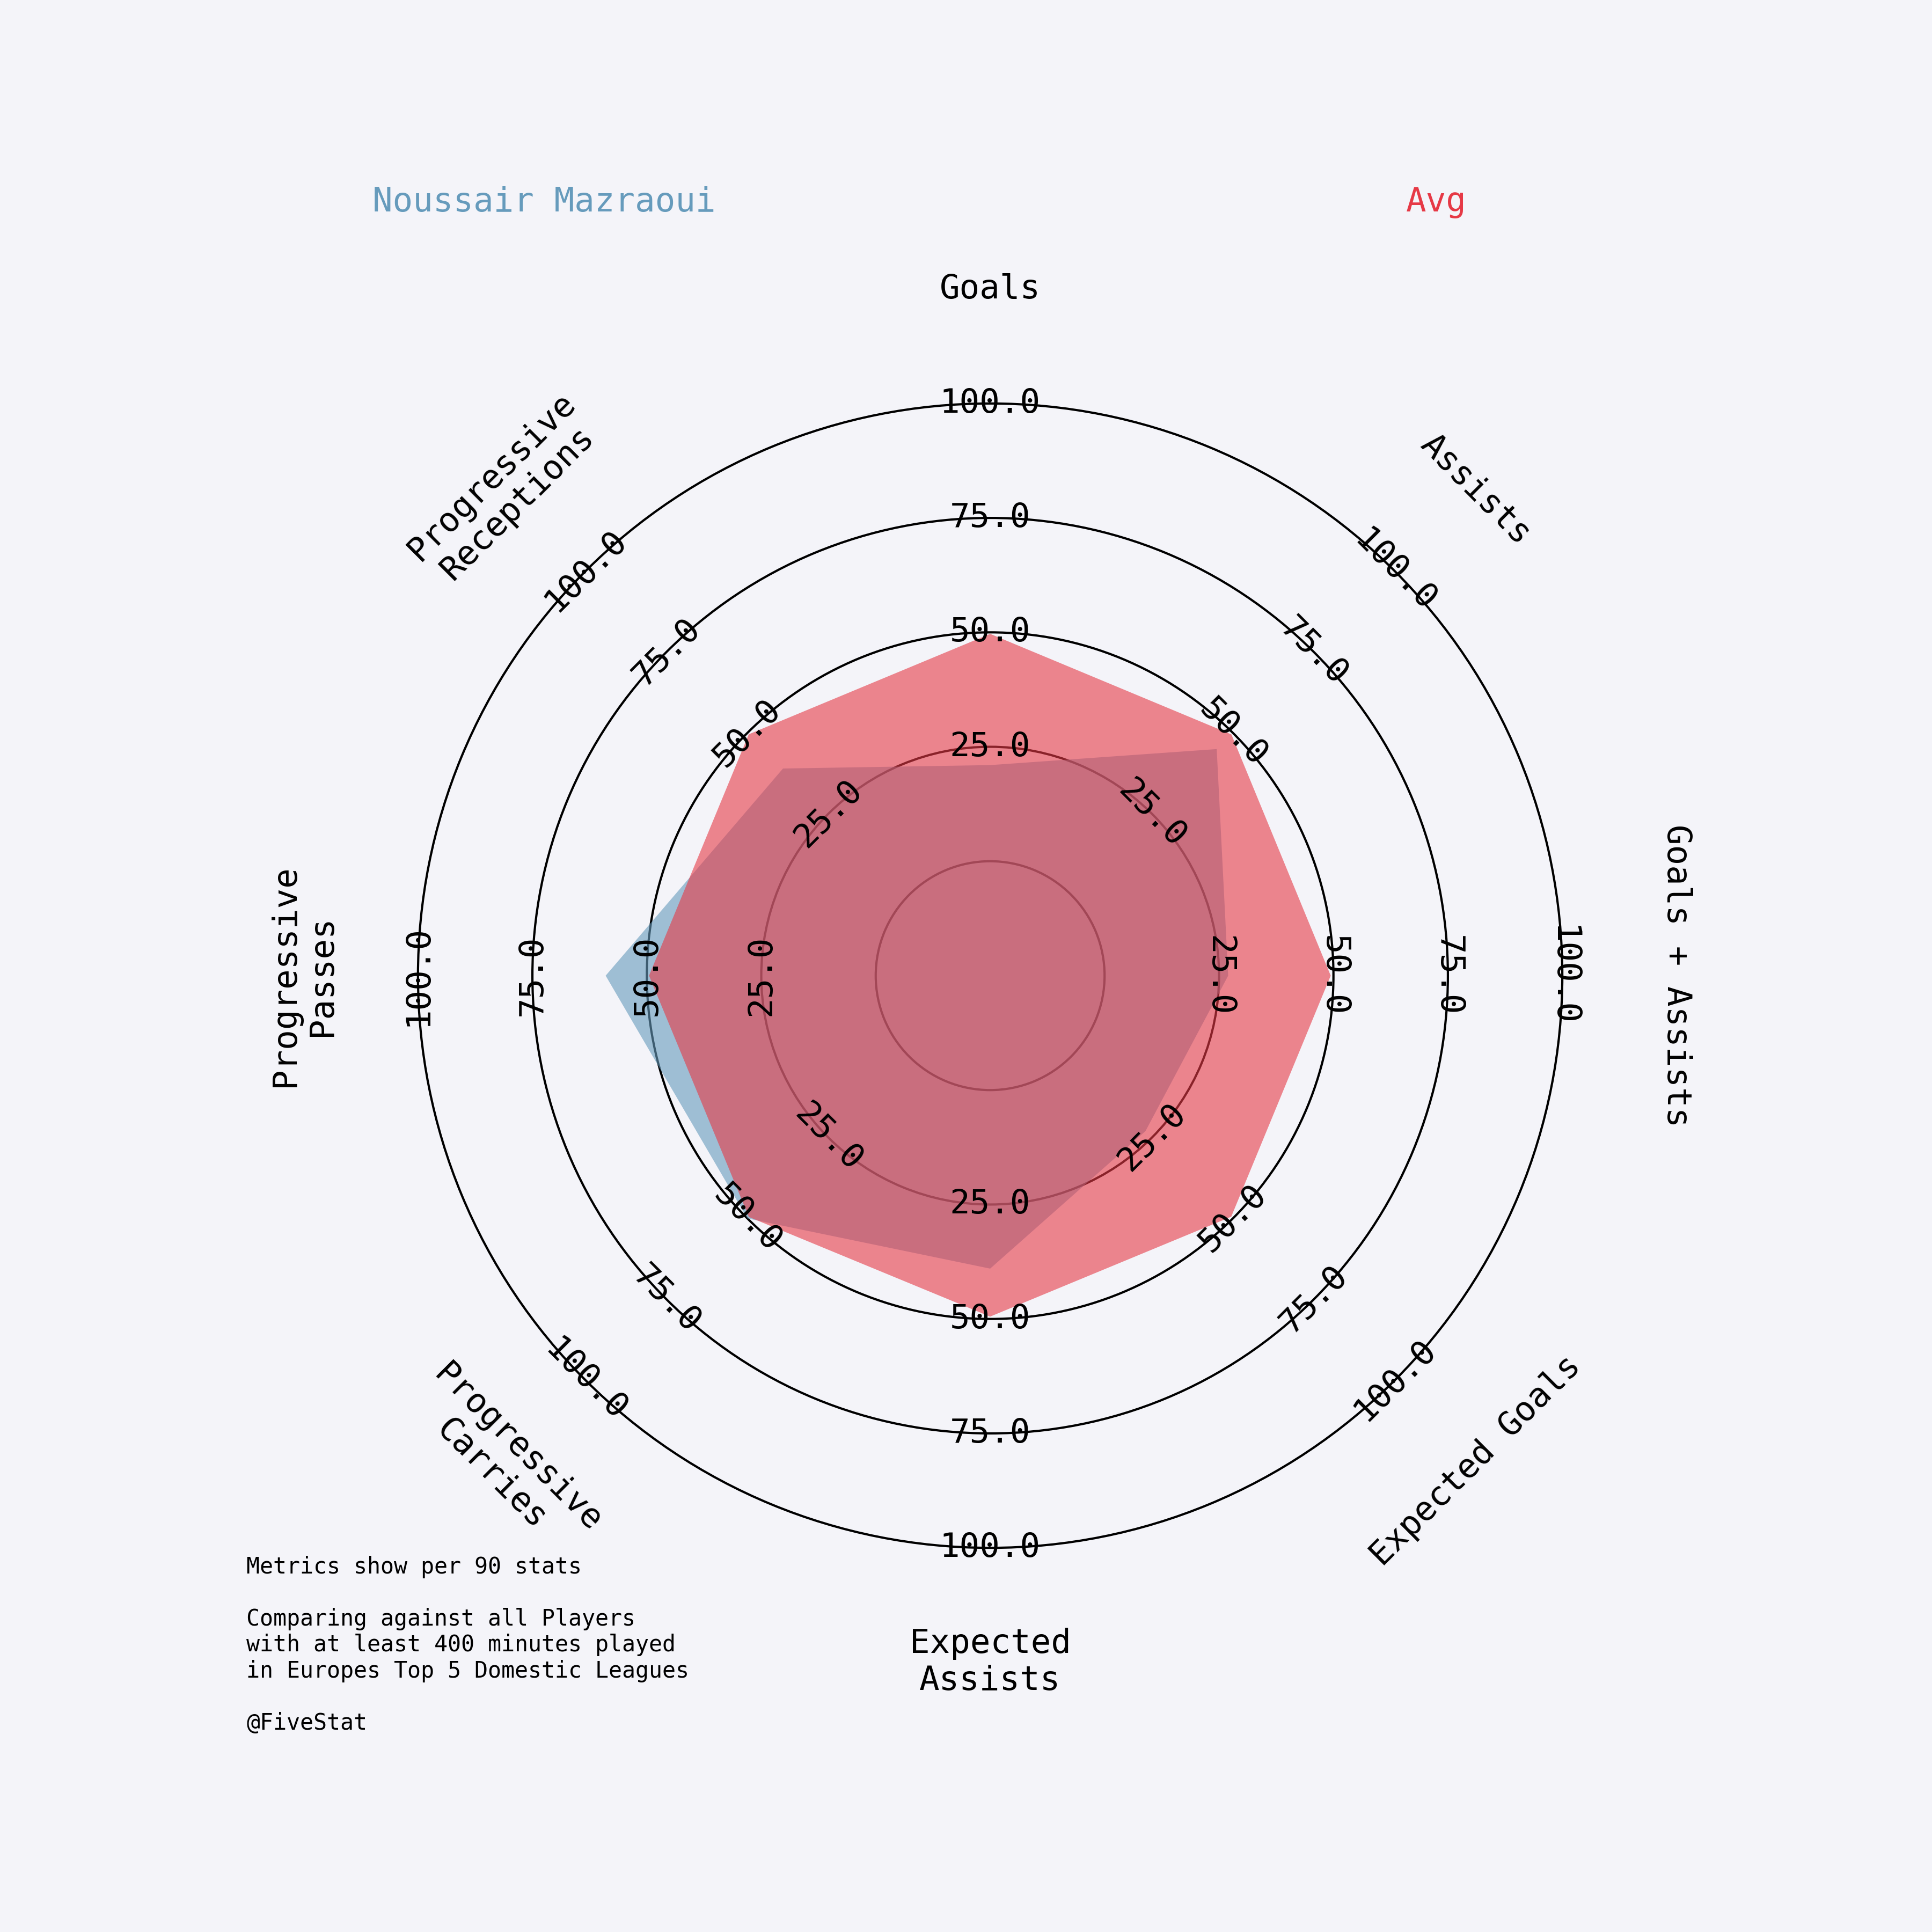 Noussair Mazraoui
Avg
Goals
Assists
Goals + Assists
Expected Goals
Expected
Assists
Progressive
Carries
Progressive
Passes
Progressive
Receptions
25.0
50.0
75.0
100.0
25.0
50.0
75.0
100.0
25.0
50.0
75.0
100.0
25.0
50.0
75.0
100.0
25.0
50.0
75.0
100.0
25.0
50.0
75.0
100.0
25.0
50.0
75.0
100.0
25.0
50.0
75.0
100.0
Metrics show per 90 stats
Comparing against all Players
with at least 400 minutes played
in Europes Top 5 Domestic Leagues
@FiveStat